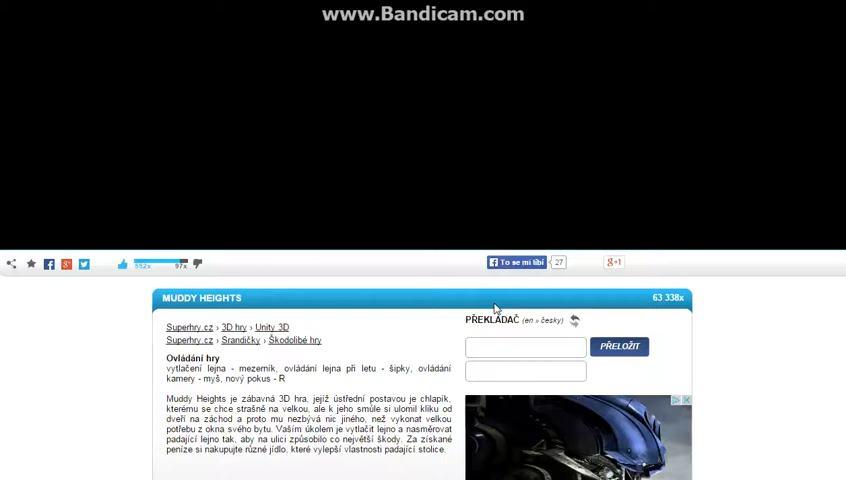 www.Bandicam.com
552x 97x To se mi líbí 27 g+1
MUDDY HEIGHTS 63 338x
Superhry.cz › 3D hry › Unity 3D
Superhry.cz › Srandičky › Škodolibé hry
Ovládání hry
vytlačení lejna - mezerník, ovládání lejna při letu - šipky, ovládání
kamery - myš, nový pokus - R
Muddy Heights je zábavná 3D hra, jejíž ústřední postavou je chlapík,
kterému se chce strašně na velkou, ale k jeho smůle si ulomil kliku od
dveří na záchod a proto mu nezbývá nic jiného, než vykonat velkou
potřebu z okna svého bytu. Vaším úkolem je vytlačit lejno a nasměrovat
padající lejno tak, aby na ulici způsobilo co největší škody. Za získané
peníze si nakupujte různé jídlo, které vylepší vlastnosti padající stolice.
PŘEKLADAČ (en » česky)
PŘELOŽIT